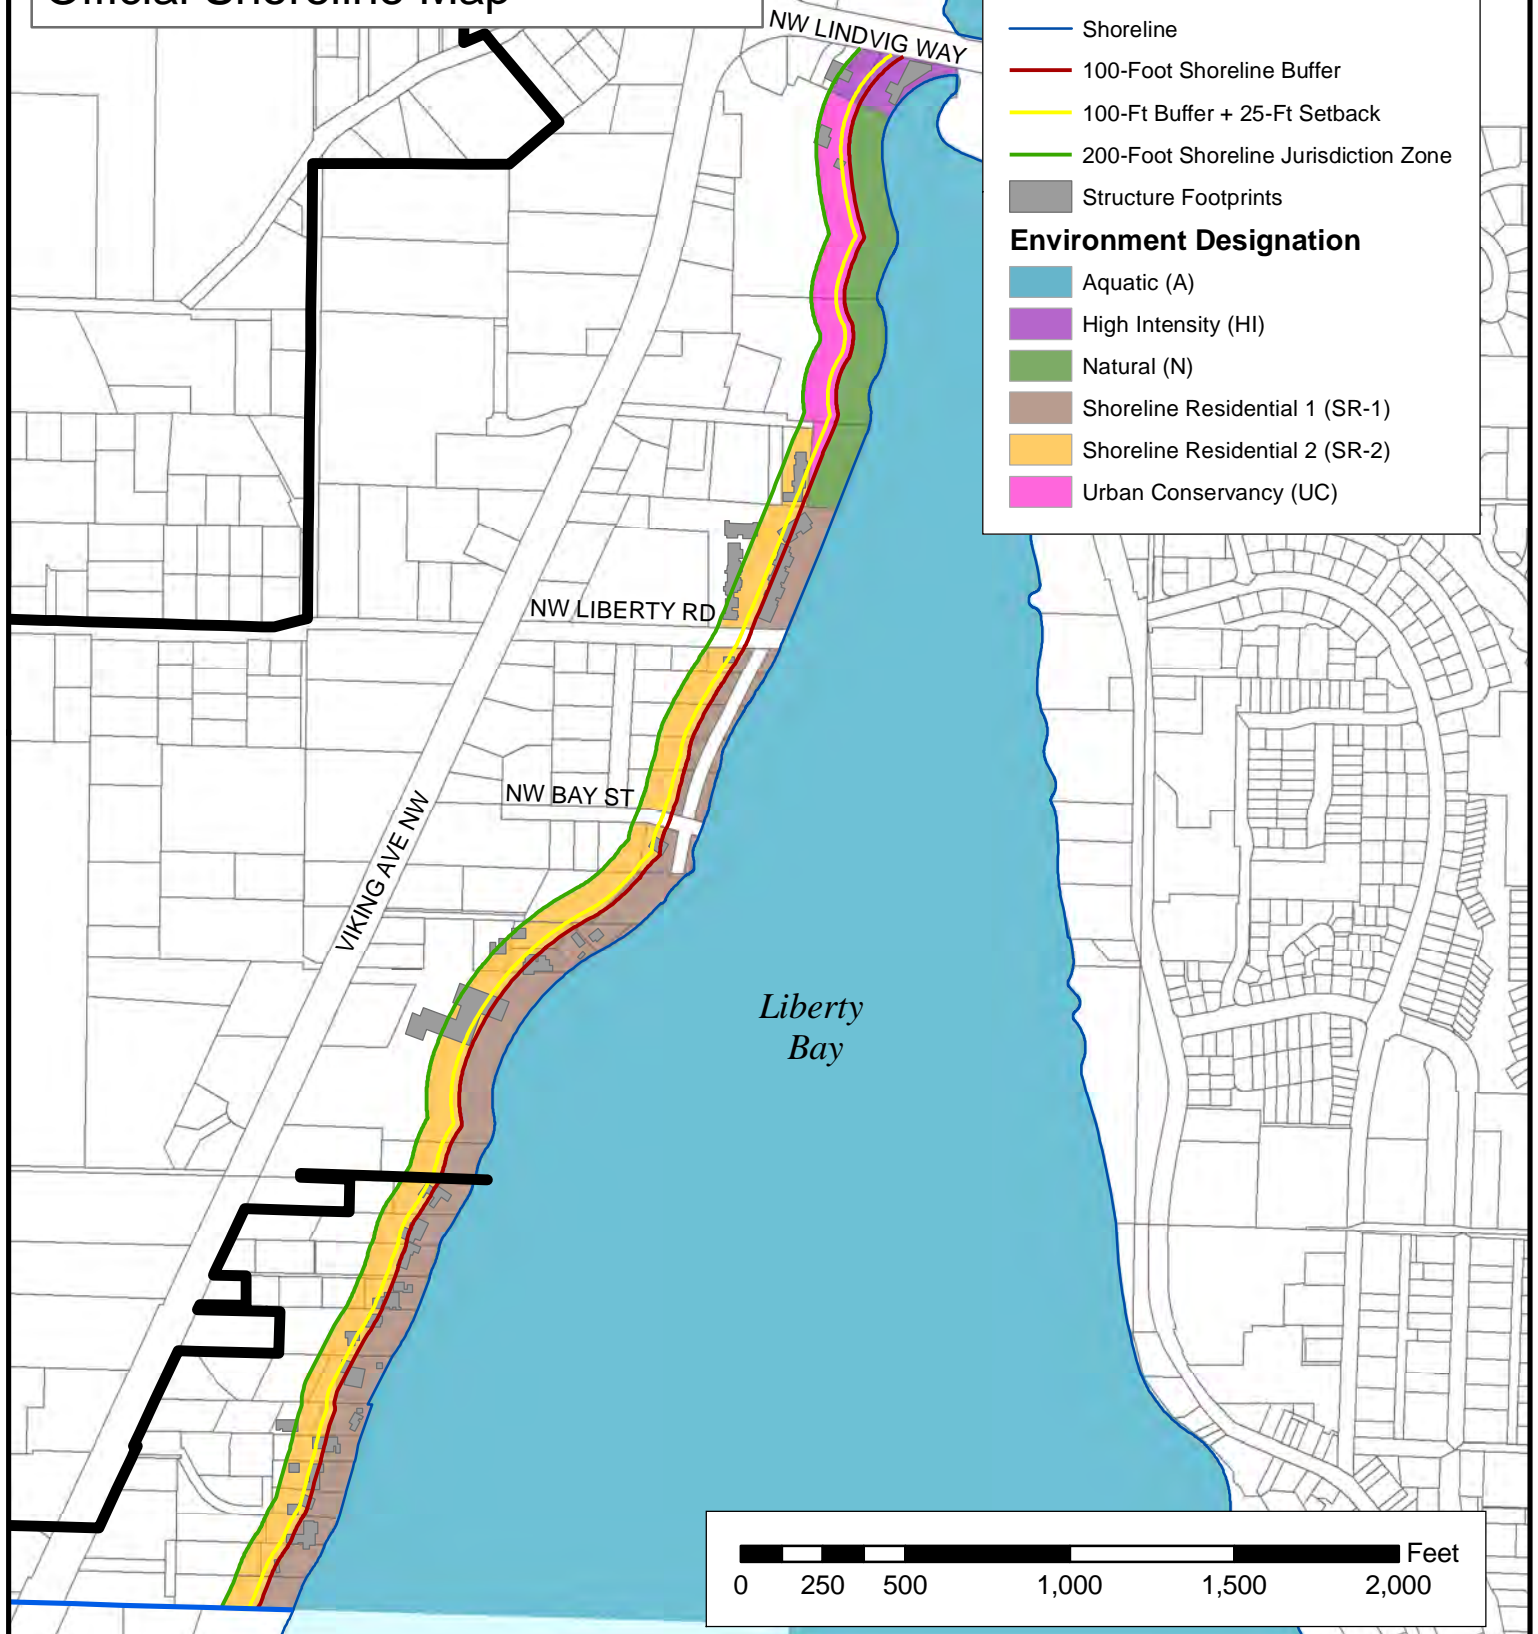 Official Shoreline Map
NW LINDVIG WAY
Shoreline
100-Foot Shoreline Buffer
100-Ft Buffer + 25-Ft Setback
200-Foot Shoreline Jurisdiction Zone
Structure Footprints
Environment Designation
Aquatic (A)
High Intensity (HI)
Natural (N)
Shoreline Residential 1 (SR-1)
Shoreline Residential 2 (SR-2)
Urban Conservancy (UC)
NW LIBERTY RD
NW BAY ST
VIKING AVE NW
Liberty
Bay
Feet
0 250 500 1,000 1,500 2,000